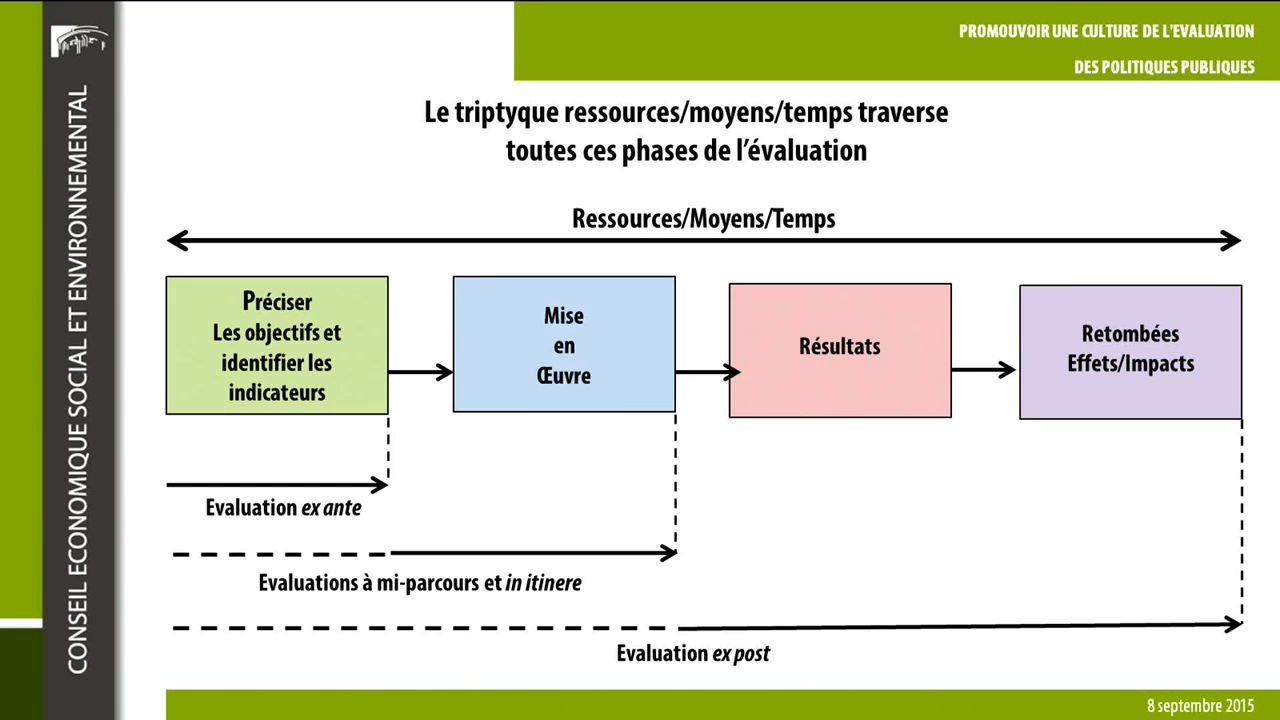 PROMOUVOIR UNE CULTURE DE L'EVALUATION
DES POLITIQUES PUBLIQUES
CONSEIL ECONOMIQUE SOCIAL ET ENVIRONNEMENTAL
Le triptyque ressources/moyens/temps traverse
toutes ces phases de l’évaluation
Ressources/Moyens/Temps
Préciser
Les objectifs et
identifier les
indicateurs
Mise
en
Œuvre
Résultats
Retombées
Effets/Impacts
Evaluation ex ante
Evaluations à mi-parcours et in itinere
Evaluation ex post
8 septembre 2015